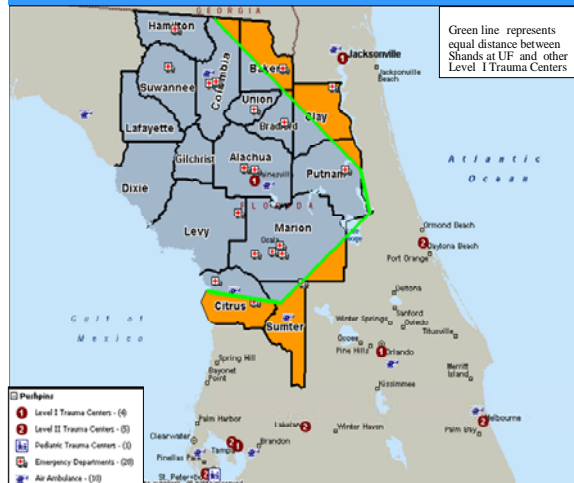 GEORGIA
Hamilton
Jacksonville
Jacksonville
Beach
Green line represents
equal distance between
Shands at UF and other
Level I Trauma Centers
Columbia
Baker
Suwannee
Union
Clay
Lafayette
Bradford
Gilchrist
Alachua
Putnam
Atlantic
Ocean
Dixie
FLORIDA
Levy
Marion
Ocala
Ormond Beach
Daytona Beach
Port Orange
Deltona
Citrus
Sumter
Sanford
Winter Springs
Oviedo
Titusville
Gulf of
Mexico
Ocoee
Pine Hills
Orlando
Spring Hill
Bayonet
Point
Merritt
Island
Kissimmee
Pushpins
Level I Trauma Centers - (4)
Level II Trauma Centers - (5)
Pediatric Trauma Centers - (1)
Emergency Departments - (28)
Air Ambulance - (10)
Palm Harbor
Lakeland
Winter Haven
Melbourne
Palm Bay
Clearwater
Tampa
Brandon
Pinellas Park
St. Petersburg